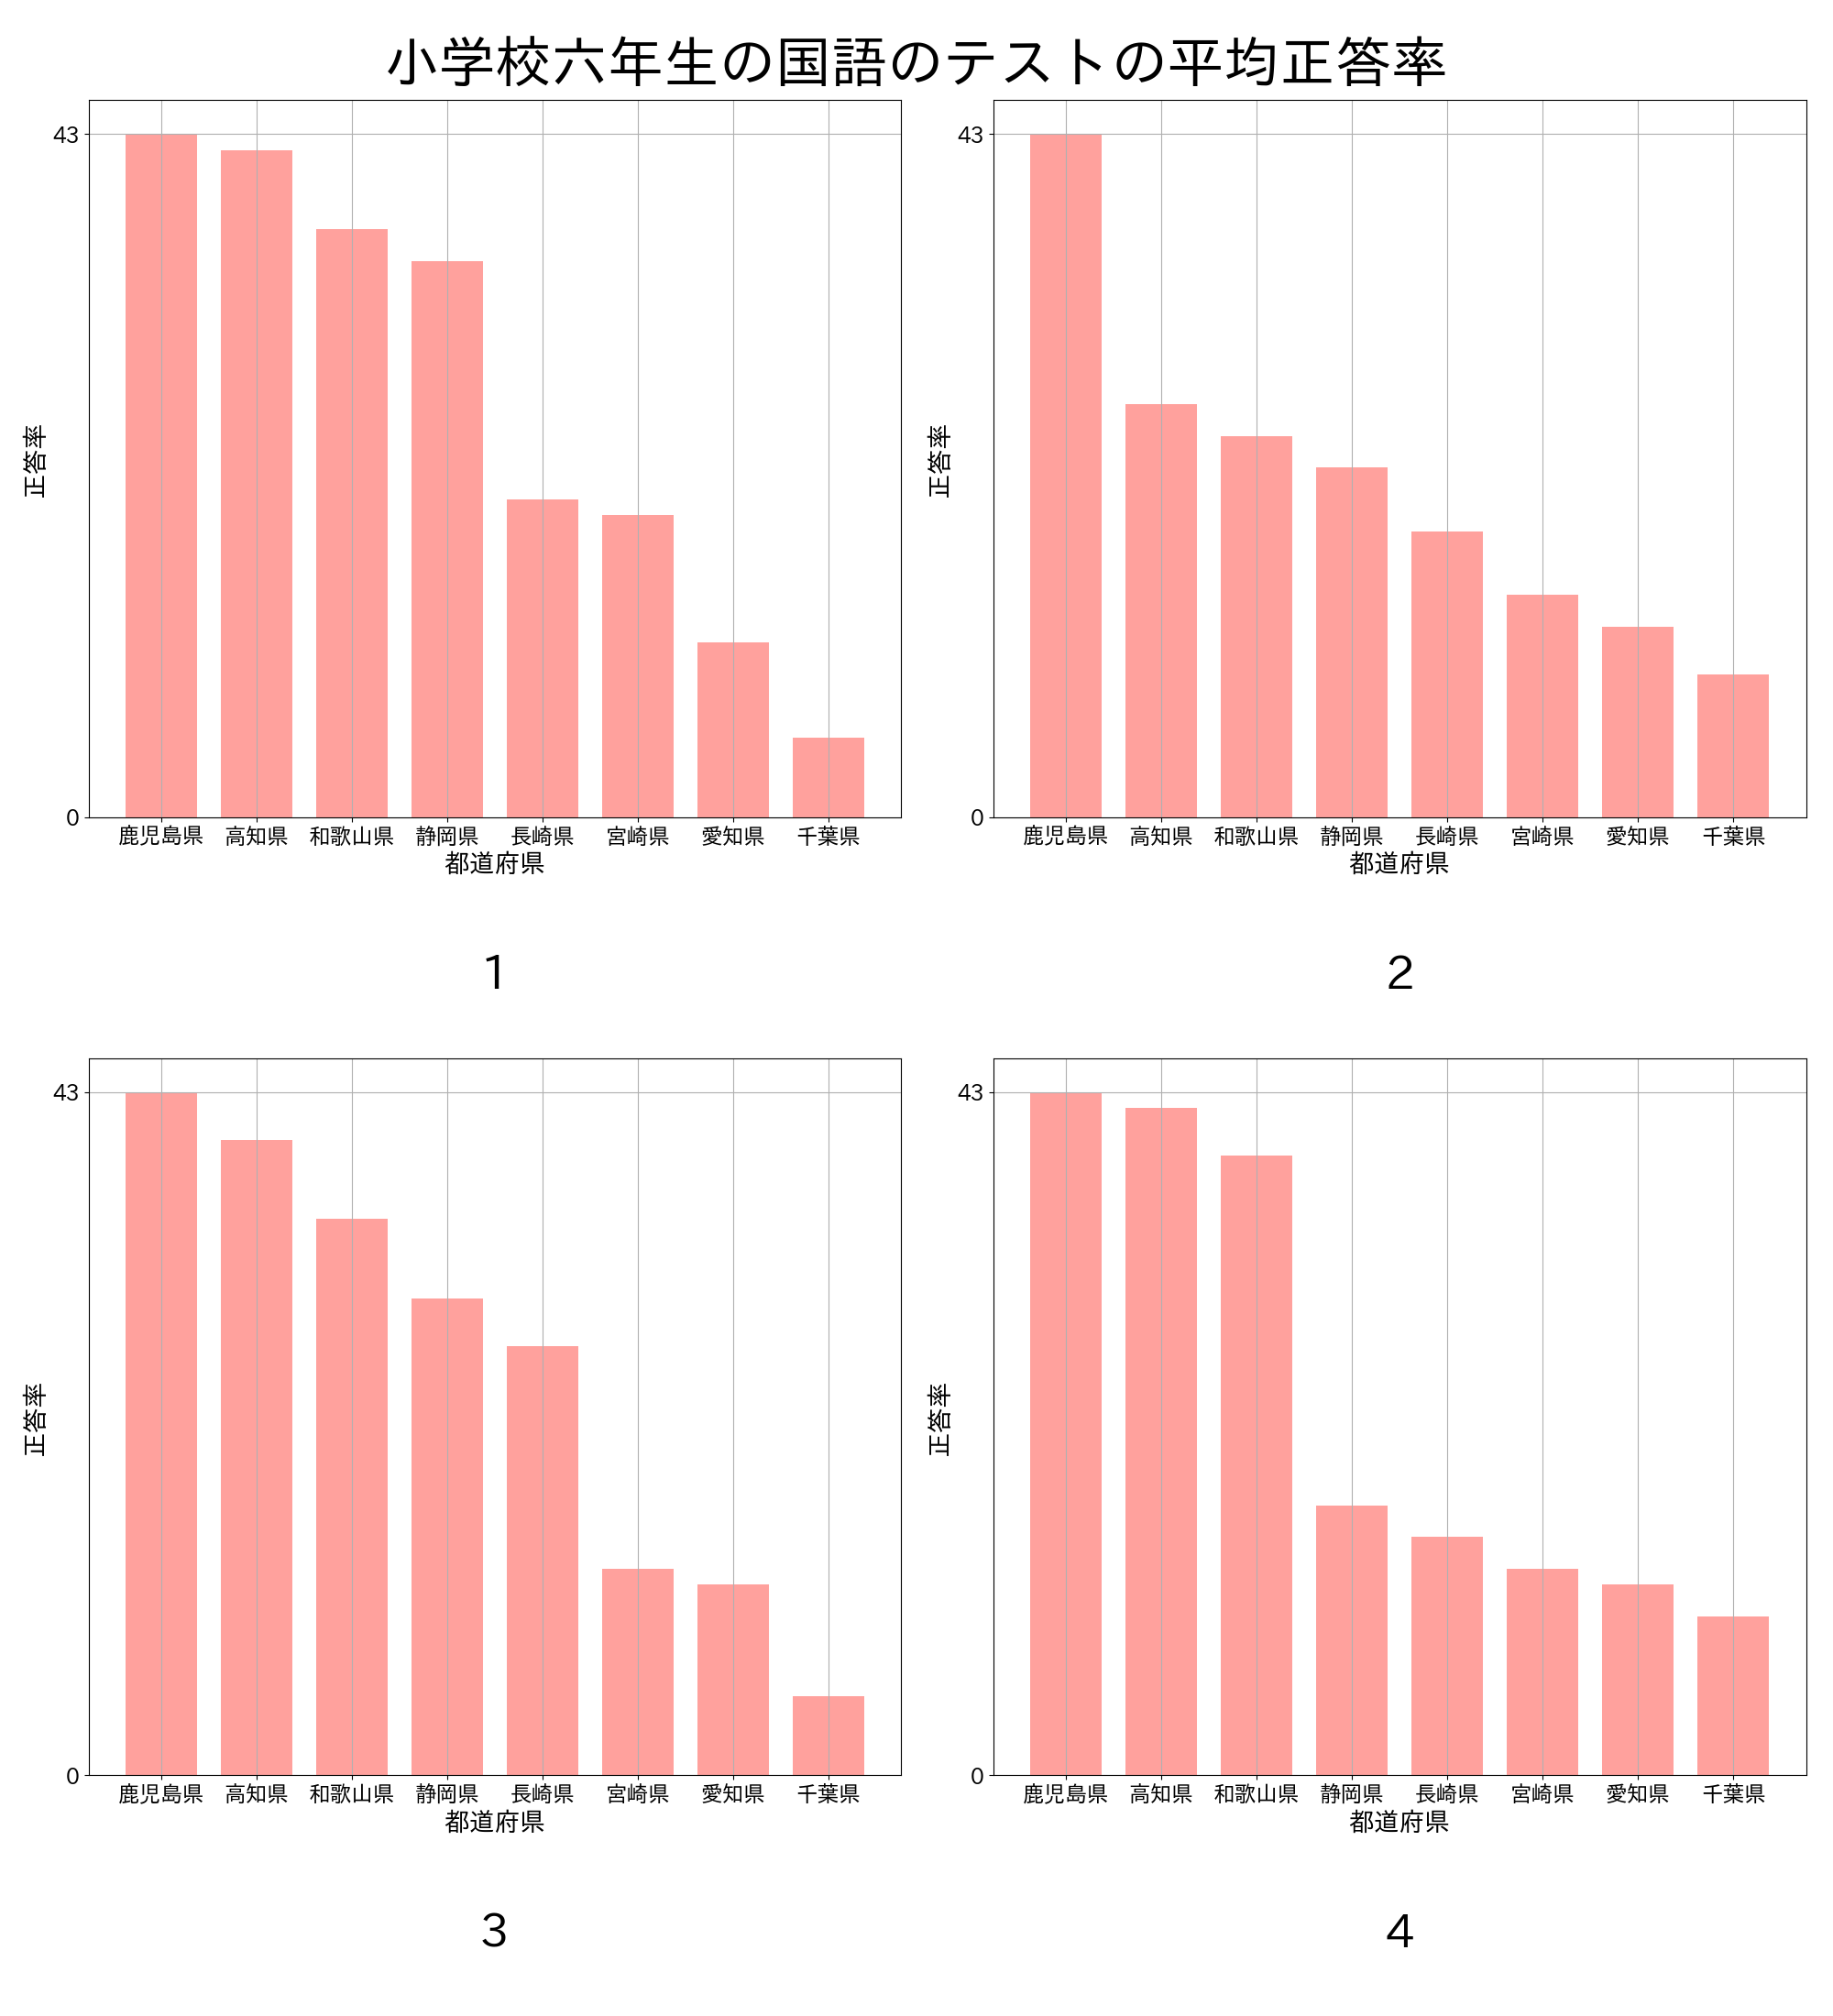 小学校六年生の国語のテストの平均正答率
43
0
正答率
鹿児島県 高知県 和歌山県 静岡県 長崎県 宮崎県 愛知県 千葉県
都道府県
1
43
0
正答率
鹿児島県 高知県 和歌山県 静岡県 長崎県 宮崎県 愛知県 千葉県
都道府県
2
43
0
正答率
鹿児島県 高知県 和歌山県 静岡県 長崎県 宮崎県 愛知県 千葉県
都道府県
3
43
0
正答率
鹿児島県 高知県 和歌山県 静岡県 長崎県 宮崎県 愛知県 千葉県
都道府県
4